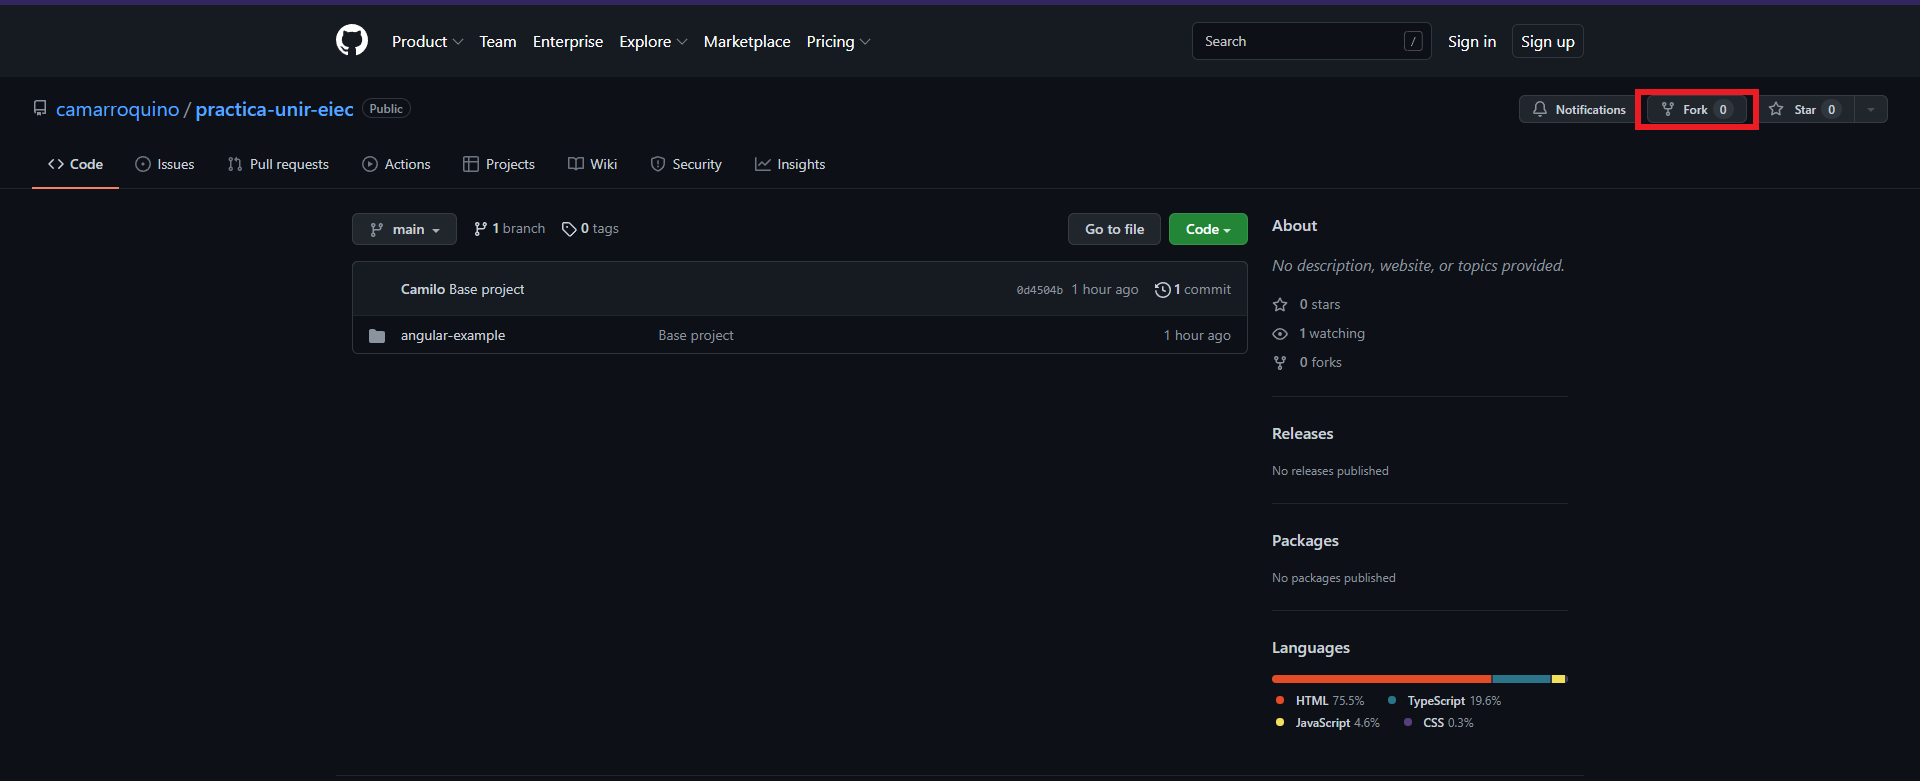 Product Team Enterprise Explore Marketplace Pricing Search / Sign in Sign up
camarroquino / practica-unir-eiec Public Notifications Fork 0 Star 0
Code Issues Pull requests Actions Projects Wiki Security Insights
main 1 branch 0 tags Go to file Code
Camilo Base project 0d4504b 1 hour ago 1 commit
angular-example Base project 1 hour ago
About
No description, website, or topics provided.
0 stars
1 watching
0 forks
Releases
No releases published
Packages
No packages published
Languages
HTML 75.5% TypeScript 19.6%
JavaScript 4.6% CSS 0.3%